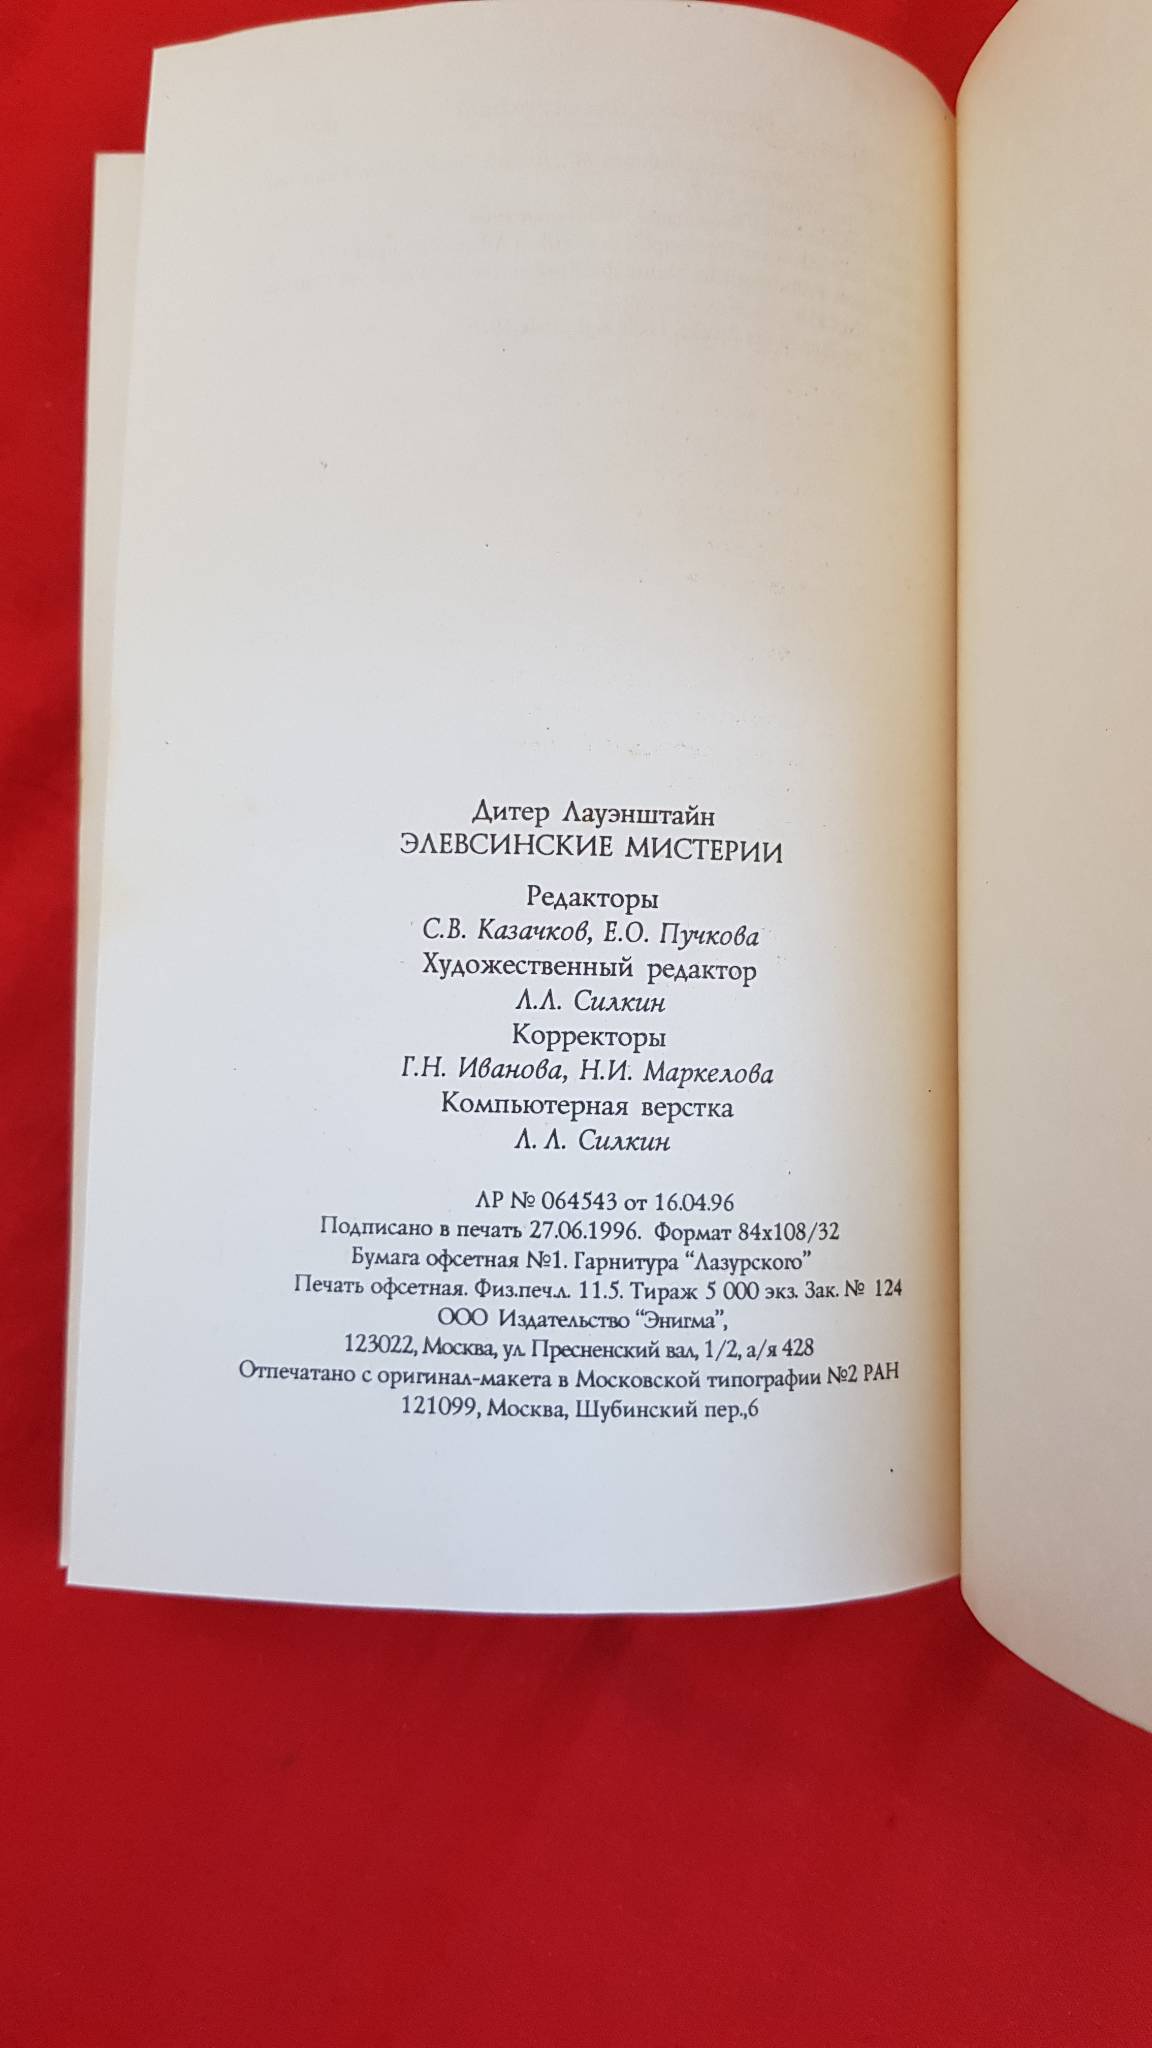 Дитер Лауэнштайн
ЭЛЕВСИНСКИЕ МИСТЕРИИ
Редакторы
С.В. Казачков, Е.О. Пучкова
Художественный редактор
Л.Л. Силкин
Корректоры
Г.Н. Иванова, Н.И. Маркелова
Компьютерная верстка
Л. Л. Силкин
ЛР № 064543 от 16.04.96
Подписано в печать 27.06.1996. Формат 84x108/32
Бумага офсетная №1. Гарнитура “Лазурского”
Печать офсетная. Физ.печ.л. 11.5. Тираж 5 000 экз. Зак. № 124
ООО Издательство “Энигма”,
123022, Москва, ул. Пресненский вал, 1/2, а/я 428
Отпечатано с оригинал-макета в Московской типографии №2 РАН
121099, Москва, Шубинский пер.,6